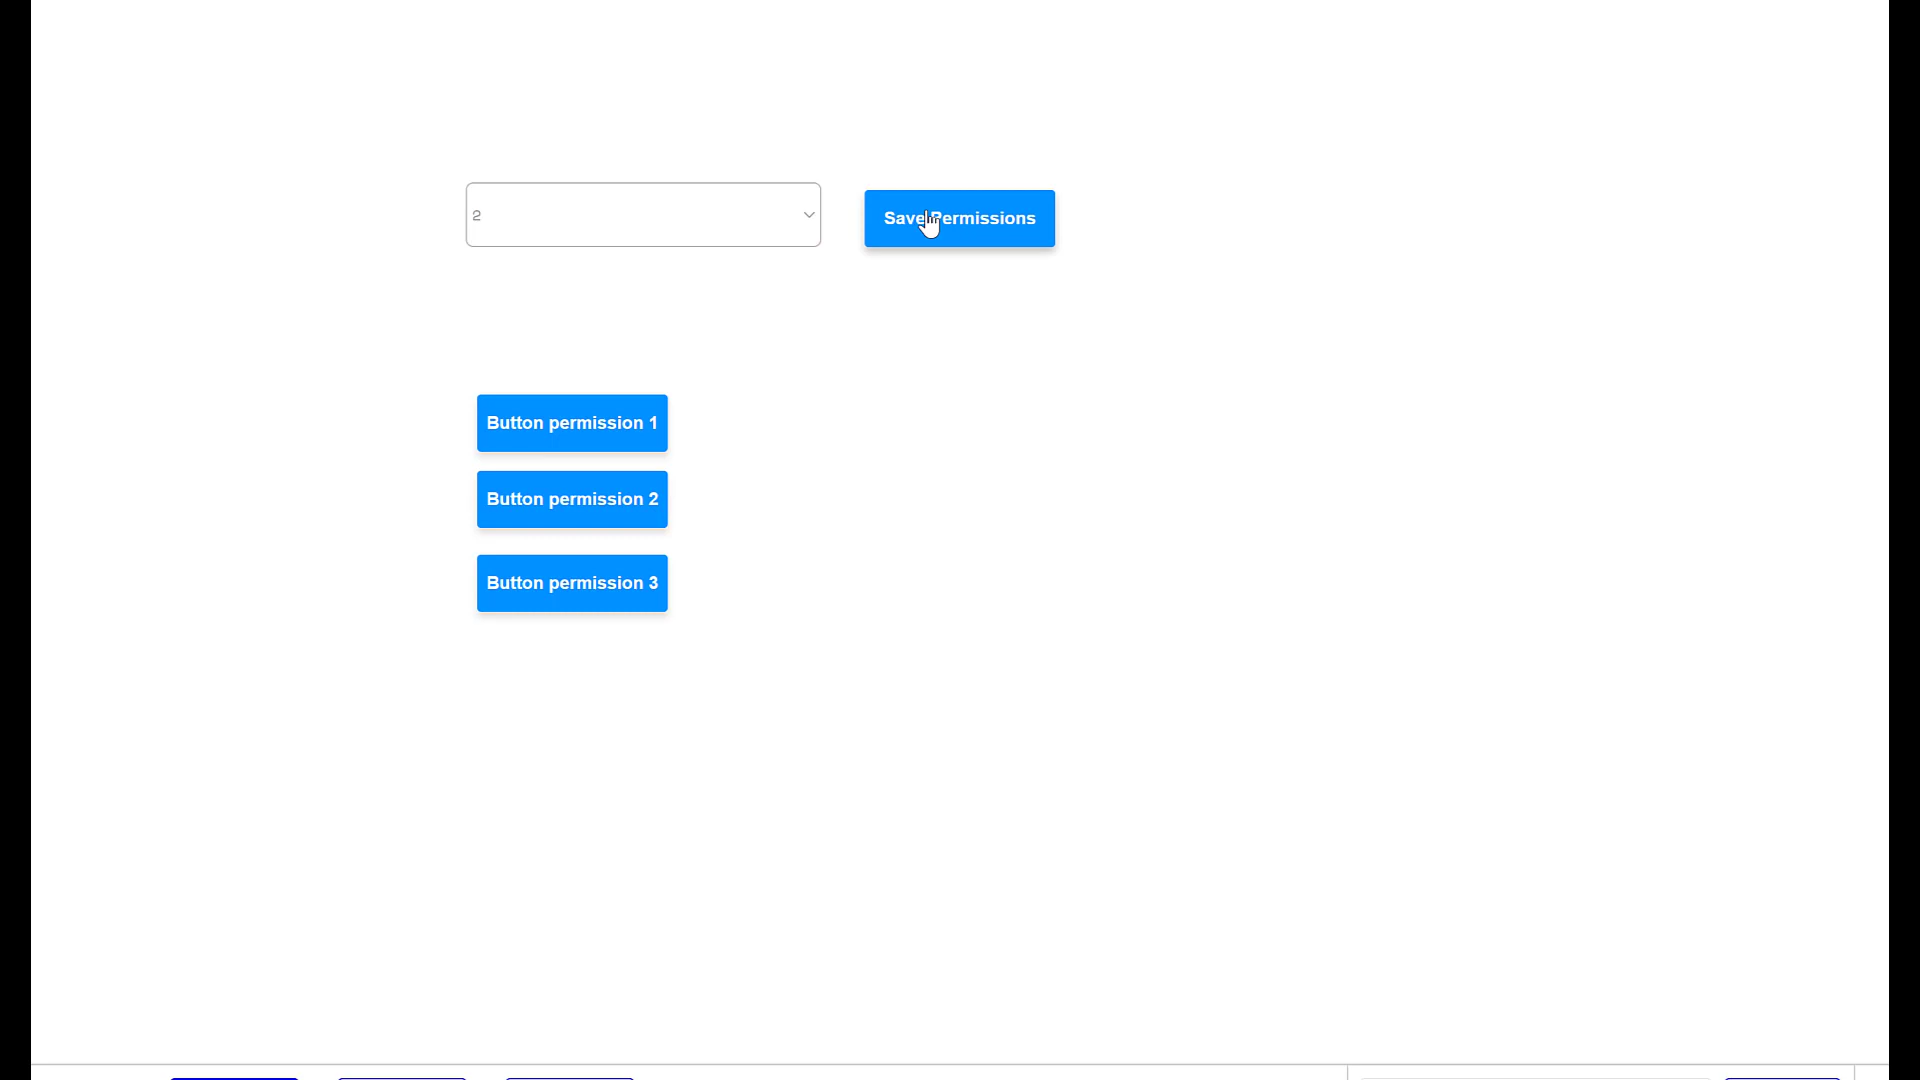 2
Save Permissions
Button permission 1
Button permission 2
Button permission 3